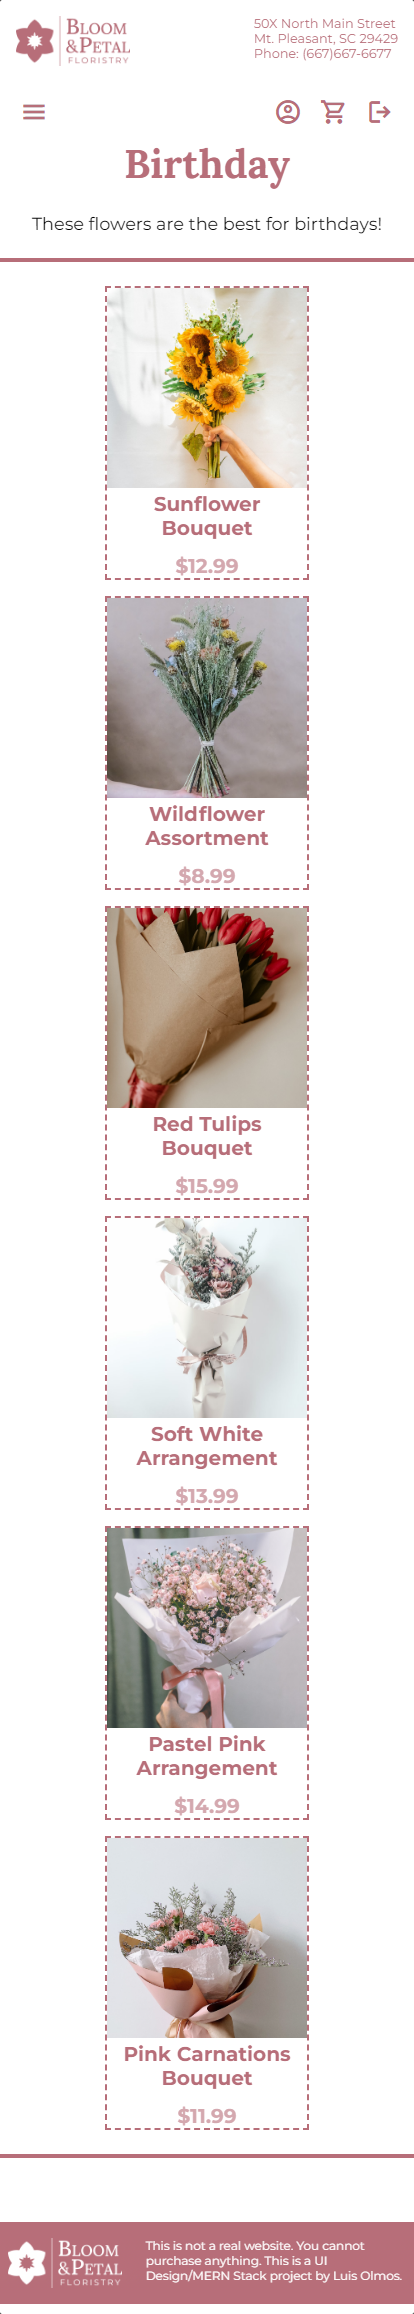 BLOOM
&PETAL
FLORISTRY
50X North Main Street
Mt. Pleasant, SC 29429
Phone: (667)667-6677
Birthday
These flowers are the best for birthdays!
Sunflower
Bouquet
$12.99
Wildflower
Assortment
$8.99
Red Tulips
Bouquet
$15.99
Soft White
Arrangement
$13.99
Pastel Pink
Arrangement
$14.99
Pink Carnations
Bouquet
$11.99
BLOOM
&PETAL
FLORISTRY
This is not a real website. You cannot
purchase anything. This is a UI
Design/MERN Stack project by Luis Olmos.